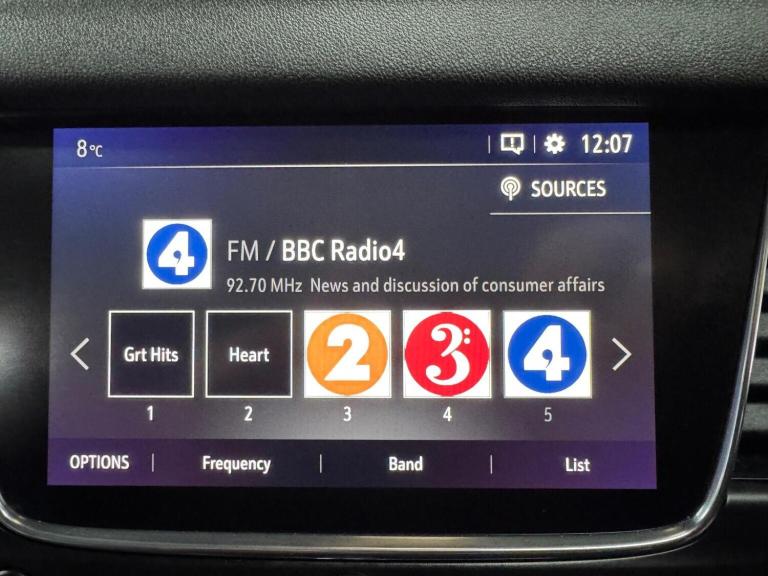 8°C 12:07
SOURCES
4 FM / BBC Radio4
92.70 MHz News and discussion of consumer affairs
Grt Hits Heart 2 3: 4
1 2 3 4 5
OPTIONS | Frequency | Band | List